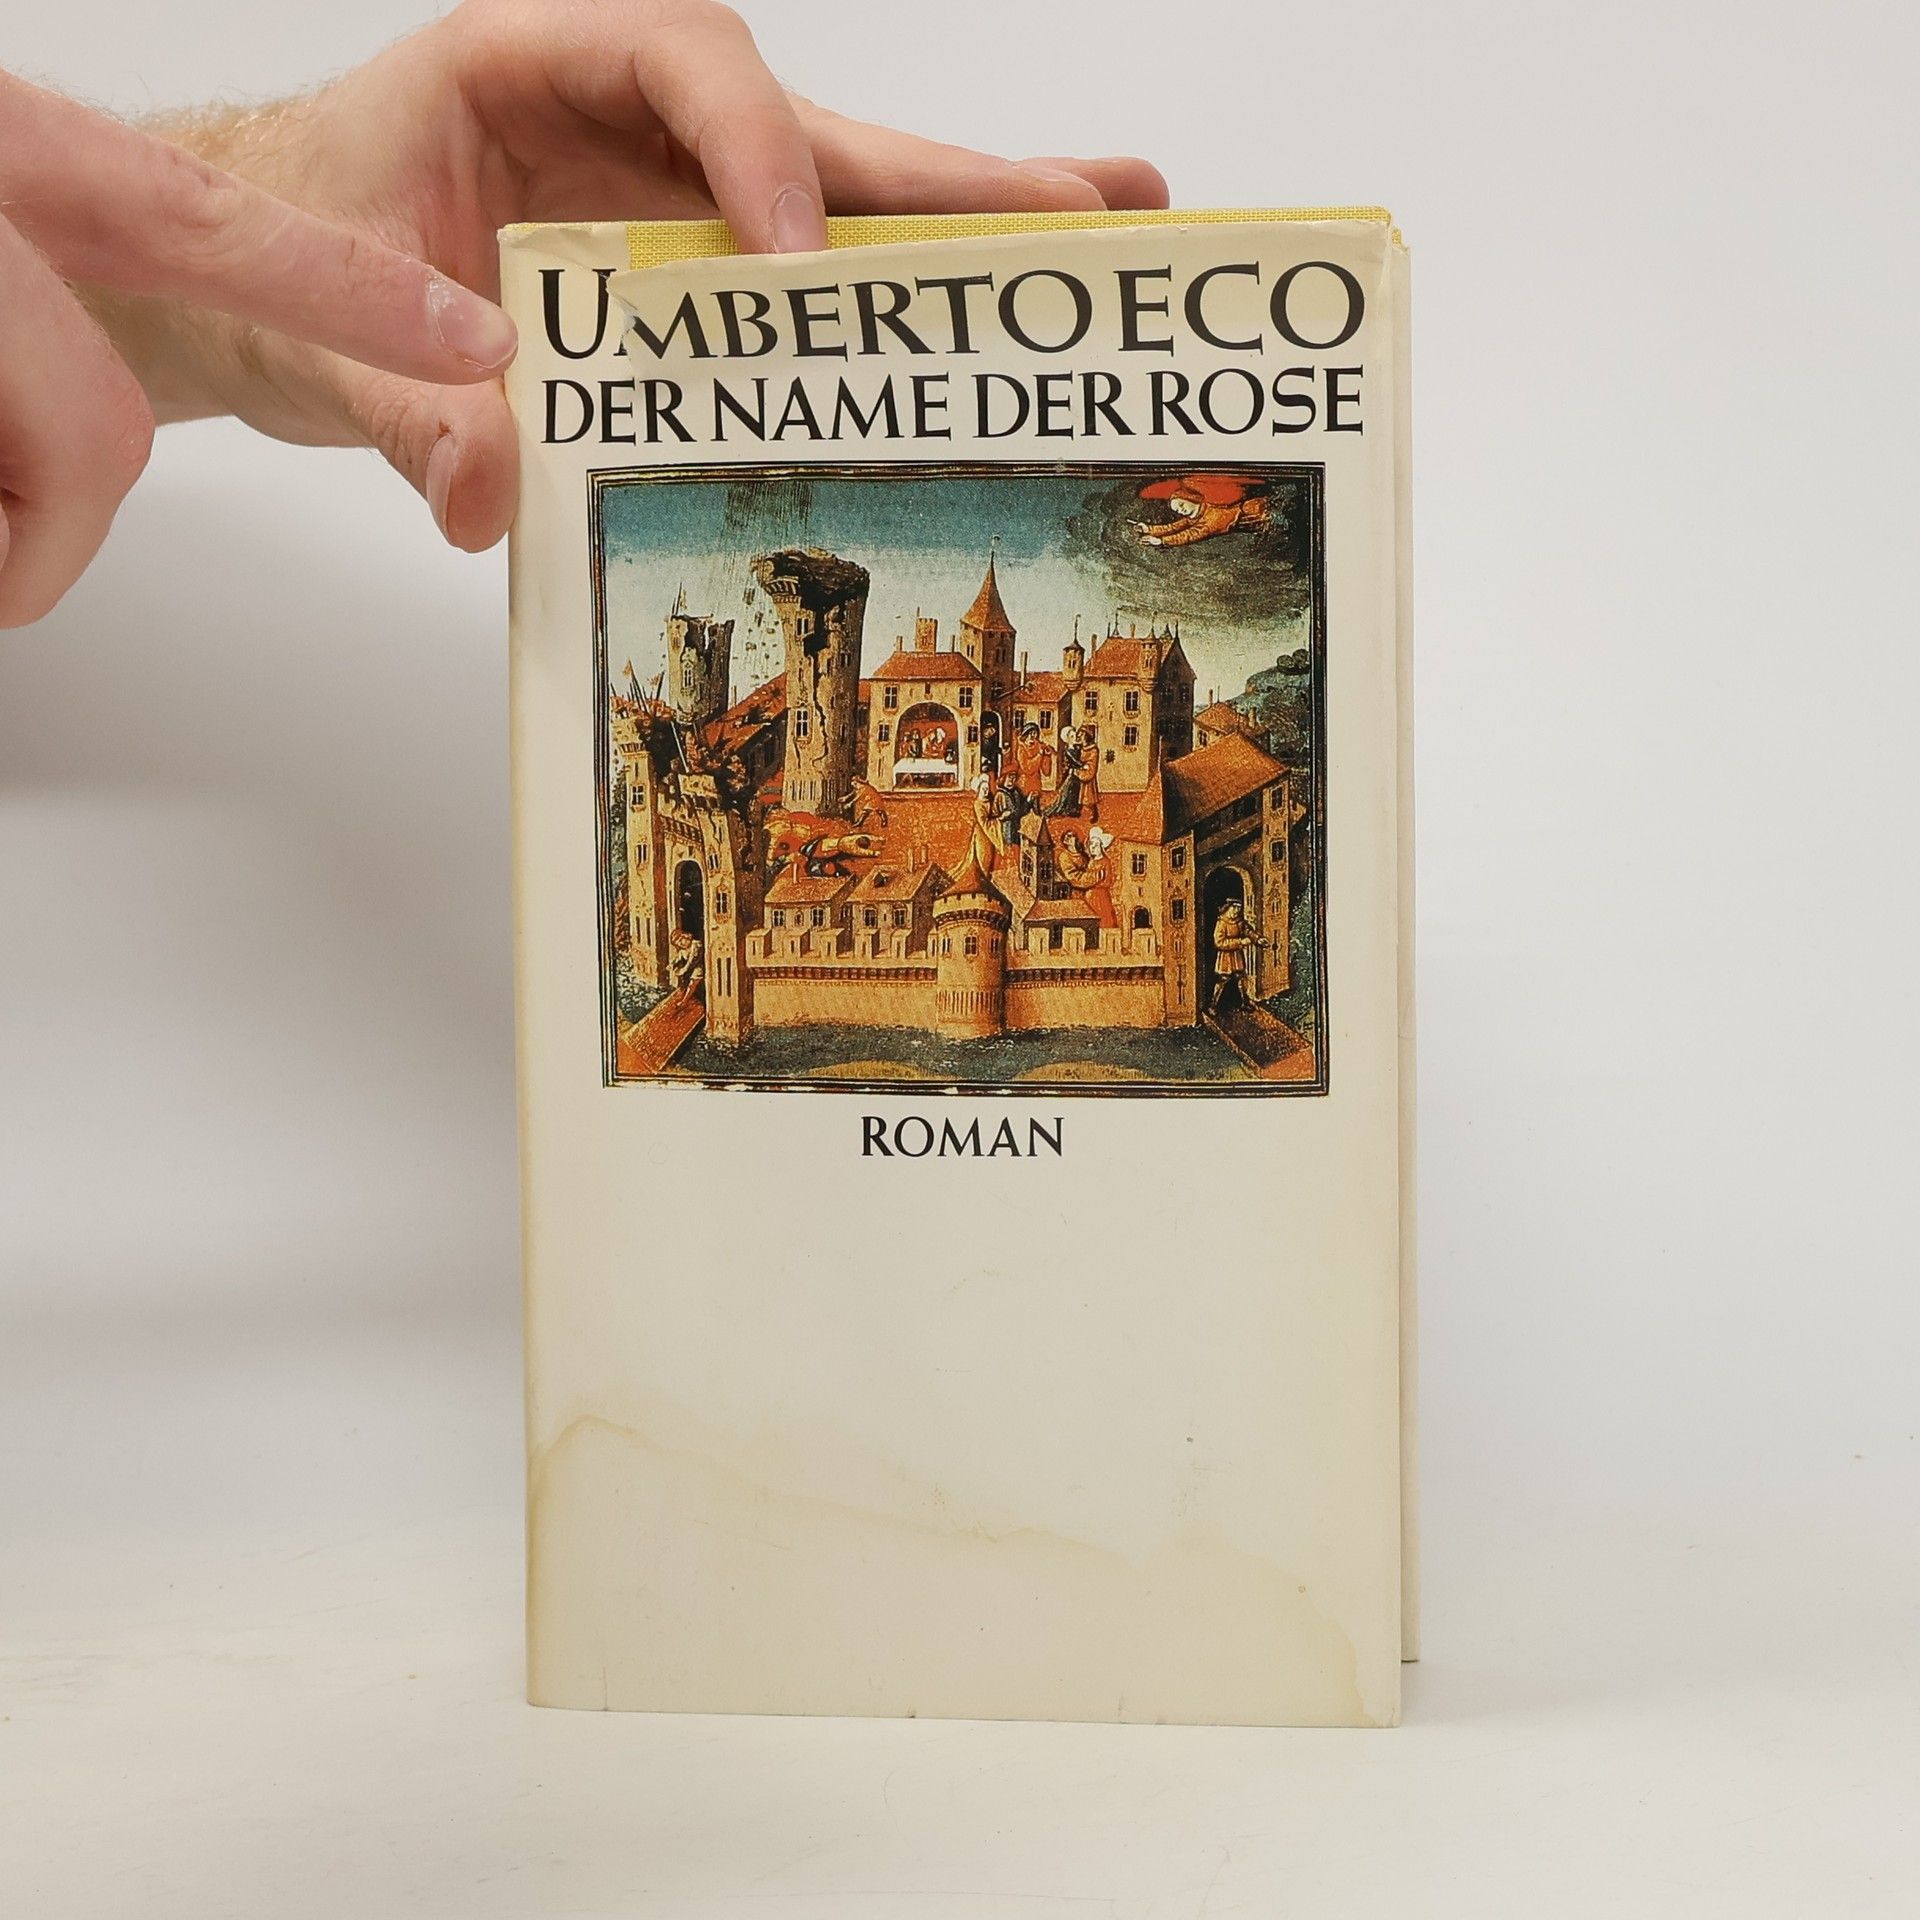 UMBERTO ECO
DER NAME DER ROSE
ROMAN